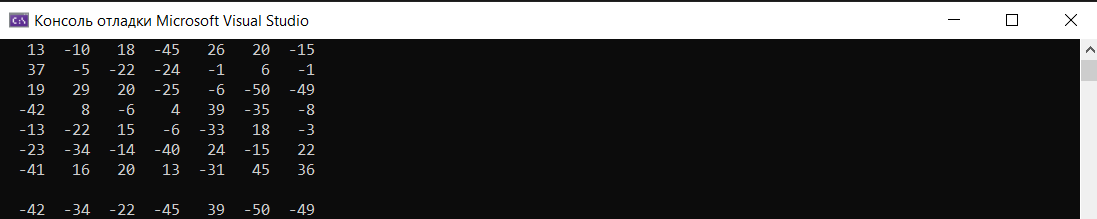 Консоль отладки Microsoft Visual Studio
13 -10 18 -45 26 20 -15
37 -5 -22 -24 -1 6 -1
19 29 20 -25 -6 -50 -49
-42 8 -6 4 39 -35 -8
-13 -22 15 -6 -33 18 -3
-23 -34 -14 -40 24 -15 22
-41 16 20 13 -31 45 36
-42 -34 -22 -45 39 -50 -49